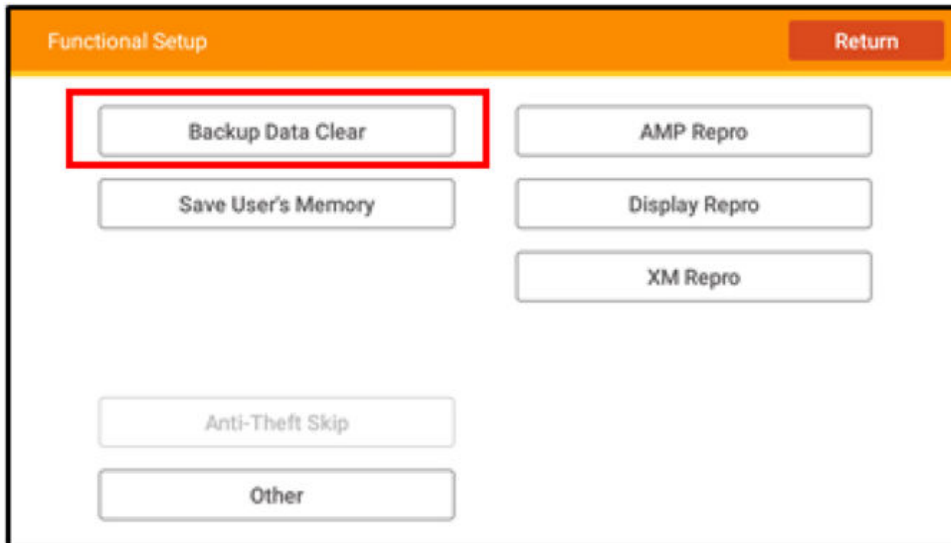 Functional Setup
Return
Backup Data Clear
AMP Repro
Save User's Memory
Display Repro
XM Repro
Anti-Theft Skip
Other